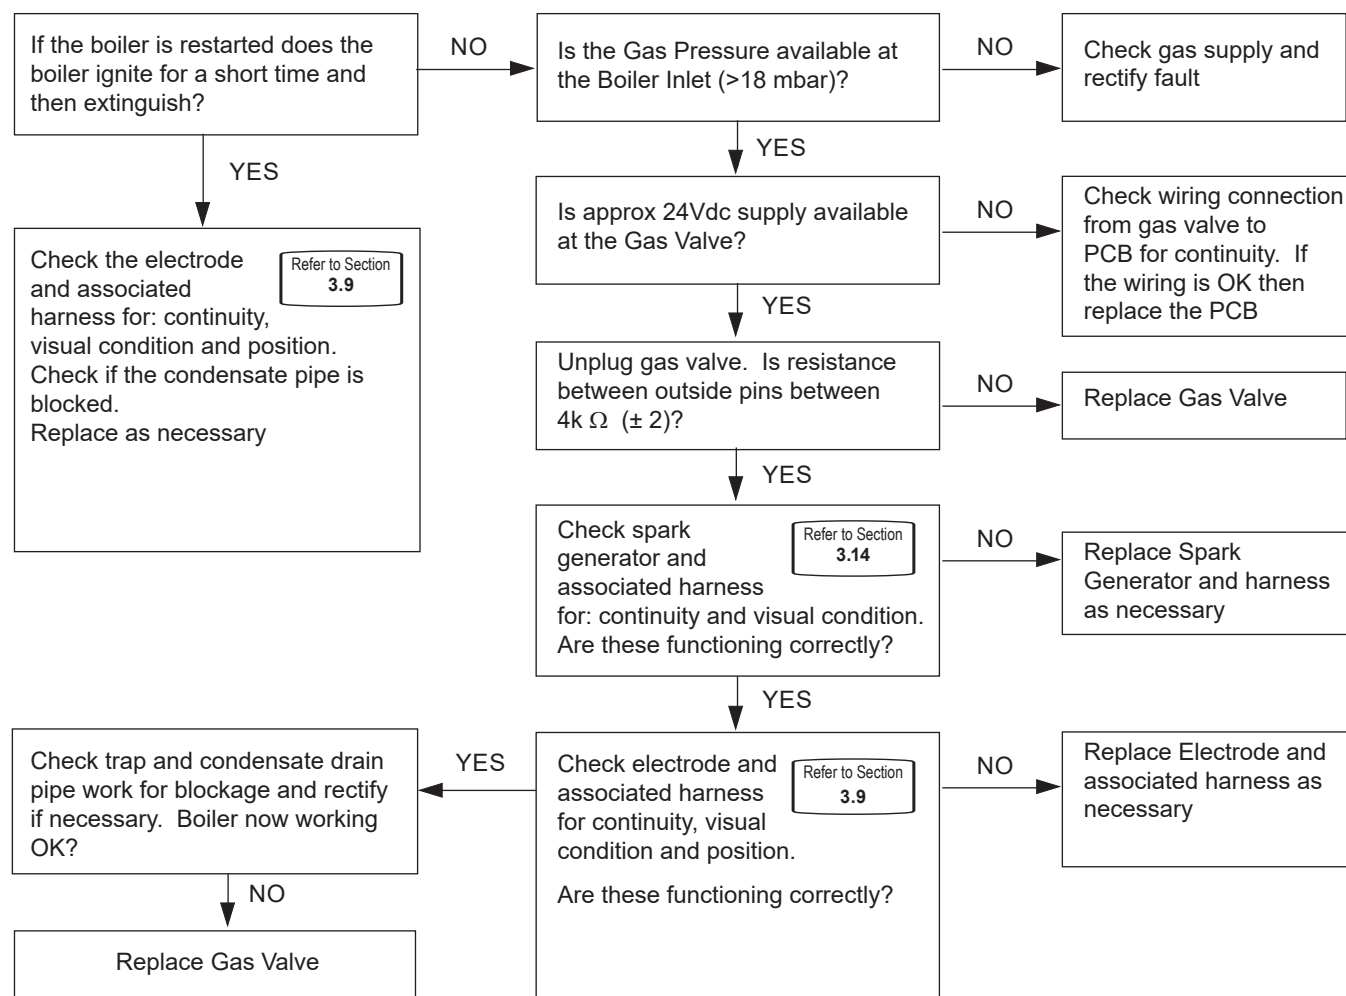 If the boiler is restarted does the
boiler ignite for a short time and
then extinguish?
NO
Is the Gas Pressure available at
the Boiler Inlet (>18 mbar)?
NO
Check gas supply and
rectify fault
YES
YES
Check the electrode
and associated
harness for: continuity,
visual condition and position.
Check if the condensate pipe is
blocked.
Replace as necessary
Refer to Section
3.9
Is approx 24Vdc supply available
at the Gas Valve?
NO
Check wiring connection
from gas valve to
PCB for continuity.  If
the wiring is OK then
replace the PCB
YES
Unplug gas valve.  Is resistance
between outside pins between
4k Ω  (± 2)?
NO
Replace Gas Valve
YES
Check spark
generator and
associated harness
for: continuity and visual condition.
Are these functioning correctly?
Refer to Section
3.14
NO
Replace Spark
Generator and harness
as necessary
YES
Check electrode and
associated harness
for continuity, visual
condition and position.
Are these functioning correctly?
Refer to Section
3.9
NO
Replace Electrode and
associated harness as
necessary
YES
Check trap and condensate drain
pipe work for blockage and rectify
if necessary.  Boiler now working
OK?
NO
Replace Gas Valve